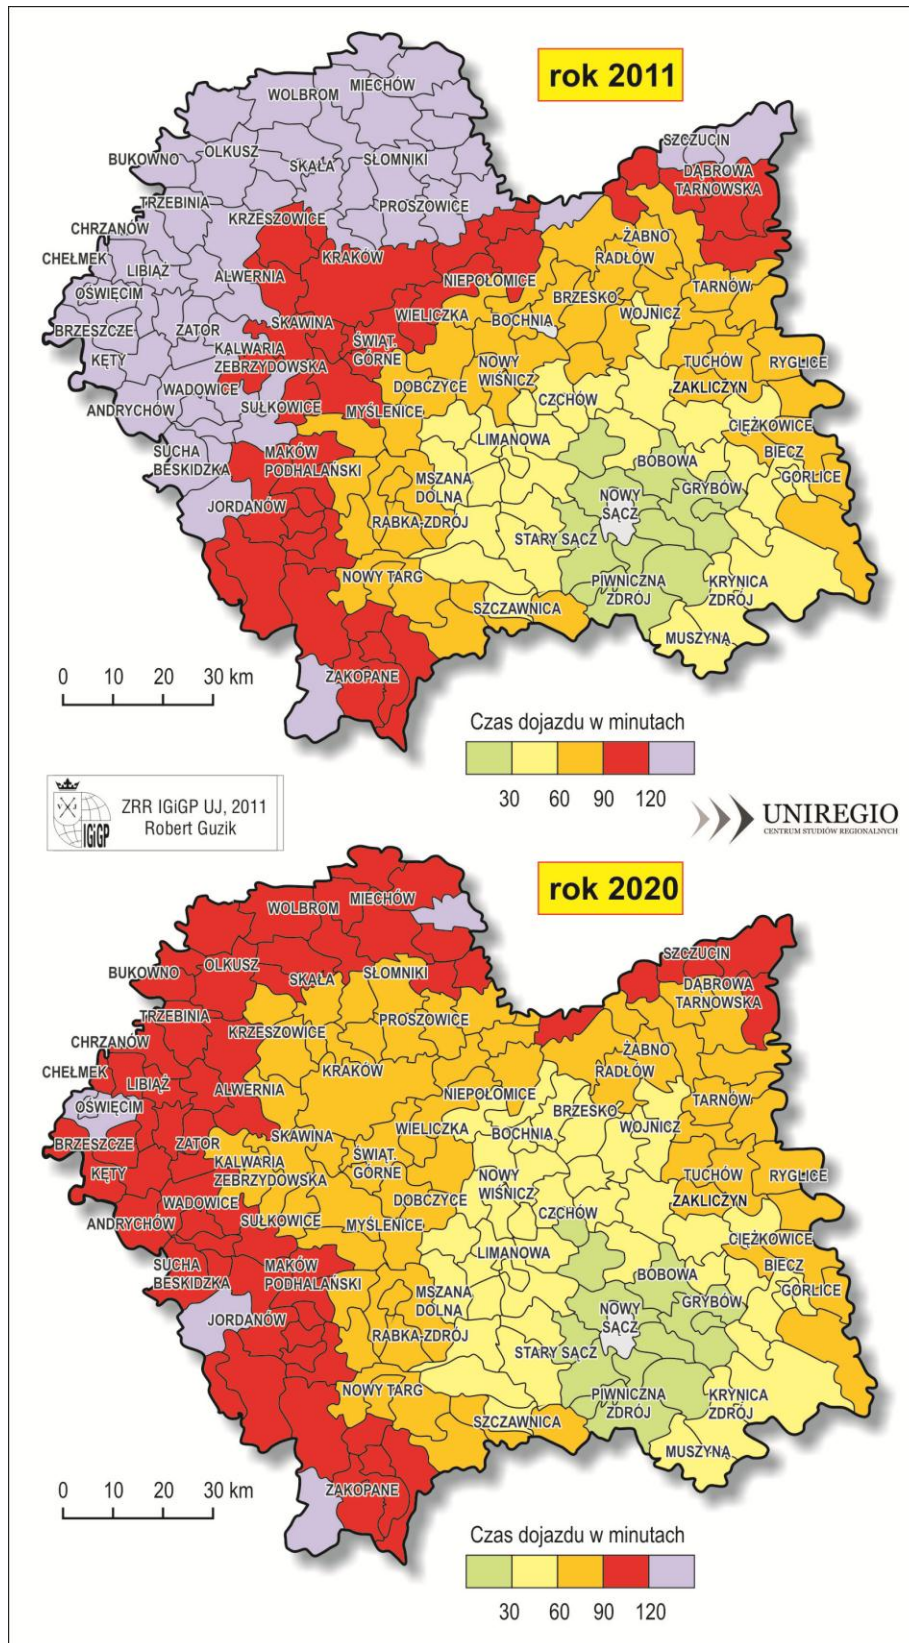 rok 2011
MIECHÓW
WOLBROM
SZCZUCIN
OLKUSZ
BUKOWNO
SKAŁA
SŁOMNIKI
DĄBROWA
TARNOWSKA
TRZEBINIA
KRZESZOWICE
PROSZOWICE
CHRZANÓW
ŻABNO
CHEŁMEK
LIBIĄŻ
ALWERNIA
KRAKÓW
RADŁÓW
OŚWIĘCIM
NIEPOŁOMICE
BRZESKO
TARNÓW
BRZESZCZE
ZATOR
SKAWINA
WIELICZKA
BOCHNIA
WOJNICZ
KĘTY
KALWARIA
ZEBRZYDOWSKA
ŚWIĄT.
GÓRNE
NOWY
WIŚNICZ
TUCHÓW
RYGLICE
WADOWICE
DOBCZYCE
ZAKLICZYN
ANDRYCHÓW
SUŁKOWICE
MYŚLENICE
CZCHÓW
CIĘŻKOWICE
SUCHA
BESKIDZKA
MAKÓW
PODHALAŃSKI
LIMANOWA
BIECZ
BOBOWA
GORLICE
MSZANA
DOLNA
GRYBÓW
JORDANÓW
RABKA-ZDRÓJ
NOWY
SĄCZ
STARY SĄCZ
NOWY TARG
PIWNICZNA
ZDRÓJ
KRYNICA
ZDRÓJ
SZCZAWNICA
MUSZYNA
ZAKOPANE
0 10 20 30 km
Czas dojazdu w minutach
30 60 90 120
IGiGP
ZRR IGiGP UJ, 2011
Robert Guzik
UNIREGIO
CENTRUM STUDIÓW REGIONALNYCH
rok 2020
MIECHÓW
WOLBROM
SZCZUCIN
OLKUSZ
BUKOWNO
SKAŁA
SŁOMNIKI
DĄBROWA
TARNOWSKA
TRZEBINIA
KRZESZOWICE
PROSZOWICE
CHRZANÓW
ŻABNO
CHEŁMEK
LIBIĄŻ
ALWERNIA
KRAKÓW
RADŁÓW
OŚWIĘCIM
NIEPOŁOMICE
BRZESKO
TARNÓW
BRZESZCZE
ZATOR
SKAWINA
WIELICZKA
BOCHNIA
WOJNICZ
KĘTY
KALWARIA
ZEBRZYDOWSKA
ŚWIĄT.
GÓRNE
NOWY
WIŚNICZ
TUCHÓW
RYGLICE
WADOWICE
DOBCZYCE
ZAKLICZYN
ANDRYCHÓW
SUŁKOWICE
MYŚLENICE
CZCHÓW
CIĘŻKOWICE
SUCHA
BESKIDZKA
MAKÓW
PODHALAŃSKI
LIMANOWA
BIECZ
BOBOWA
GORLICE
MSZANA
DOLNA
GRYBÓW
JORDANÓW
RABKA-ZDRÓJ
NOWY
SĄCZ
STARY SĄCZ
NOWY TARG
PIWNICZNA
ZDRÓJ
KRYNICA
ZDRÓJ
SZCZAWNICA
MUSZYNA
ZAKOPANE
0 10 20 30 km
Czas dojazdu w minutach
30 60 90 120